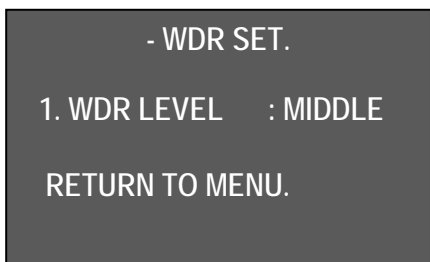 - WDR SET.
1. WDR LEVEL : MIDDLE
RETURN TO MENU.